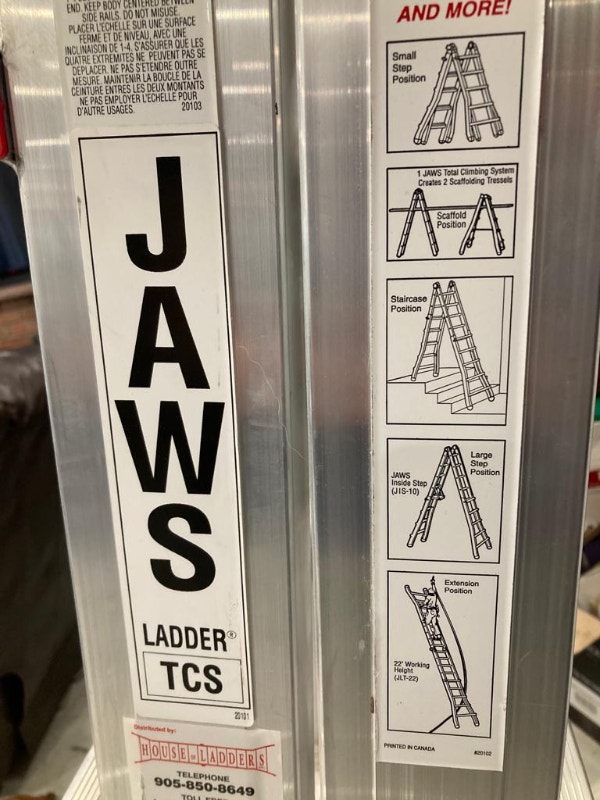 END. KEEP BODY CENTERED BETWEEN
SIDE RAILS. DO NOT MISUSE.
PLACER L'ECHELLE SUR UNE SURFACE
FERME ET DE NIVEAU, AVEC UNE
INCLINAISON DE 1-4. S'ASSURER QUE LES
QUATRE EXTREMITES NE PEUVENT PAS SE
DEPLACER. NE PAS S'ETENDRE OUTRE
MESURE. MAINTENIR LA BOUCLE DE LA
CEINTURE ENTRES LES DEUX MONTANTS
NE PAS EMPLOYER L'ECHELLE POUR
D'AUTRE USAGES. 20103
JAWS
LADDER®
TCS
20101
Distributed by:
HOUSE OF LADDERS
TELEPHONE
905-850-8649
TOLL FREE
AND MORE!
Small
Step
Position
1 JAWS Total Climbing System
Creates 2 Scaffolding Tressels
Scaffold
Position
Staircase
Position
Large
Step
Position
JAWS
Inside Step
(JIS-10)
Extension
Position
22' Working
Height
(JLT-22)
PRINTED IN CANADA #20102